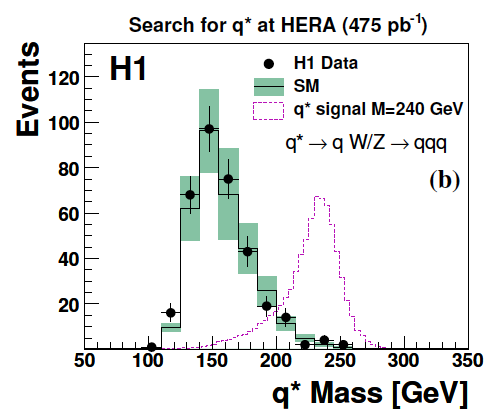 Search for q* at HERA (475 pb⁻¹)
Events
H1
H1 Data
SM
q* signal M=240 GeV
q* → q W/Z → qqq
(b)
120
100
80
60
40
20
50 100 150 200 250 300 350
q* Mass [GeV]